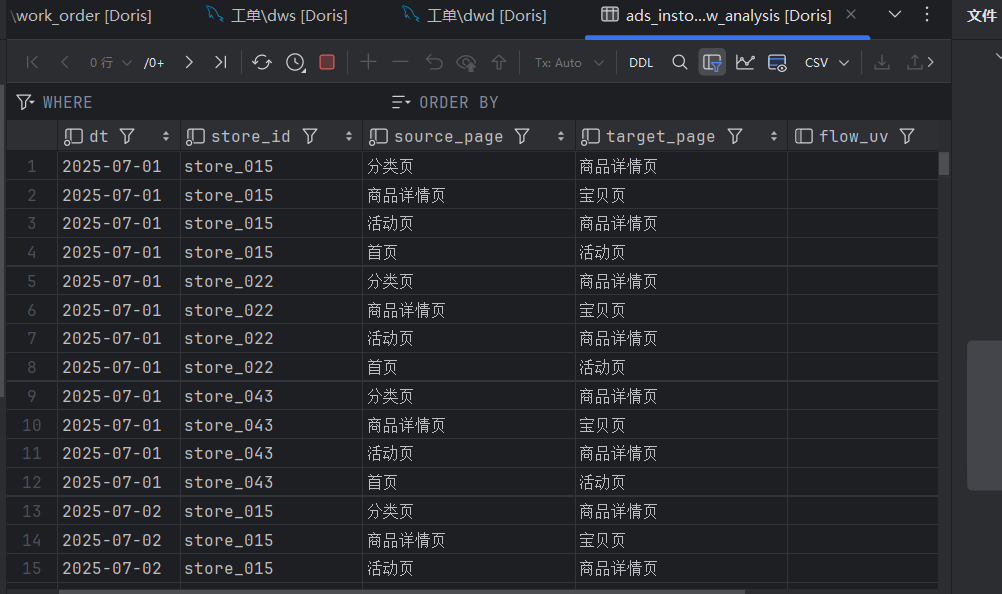 \work_order [Doris] 工单\dws [Doris] 工单\dwd [Doris] ads_insto...w_analysis [Doris] 文件
0 行 /0+ Tx: Auto DDL CSV
WHERE ORDER BY
dt store_id source_page target_page flow_uv
1 2025-07-01 store_015 分类页 商品详情页
2 2025-07-01 store_015 商品详情页 宝贝页
3 2025-07-01 store_015 活动页 商品详情页
4 2025-07-01 store_015 首页 活动页
5 2025-07-01 store_022 分类页 商品详情页
6 2025-07-01 store_022 商品详情页 宝贝页
7 2025-07-01 store_022 活动页 商品详情页
8 2025-07-01 store_022 首页 活动页
9 2025-07-01 store_043 分类页 商品详情页
10 2025-07-01 store_043 商品详情页 宝贝页
11 2025-07-01 store_043 活动页 商品详情页
12 2025-07-01 store_043 首页 活动页
13 2025-07-02 store_015 分类页 商品详情页
14 2025-07-02 store_015 商品详情页 宝贝页
15 2025-07-02 store_015 活动页 商品详情页